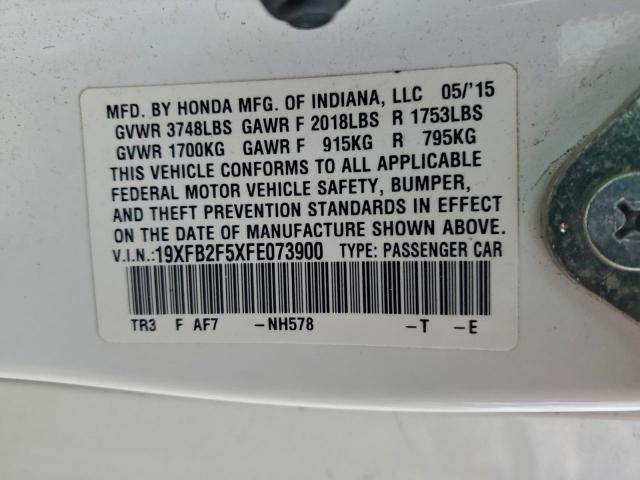 MFD. BY HONDA MFG. OF INDIANA, LLC 05/'15
GVWR 3748LBS GAWR F 2018LBS R 1753LBS
GVWR 1700KG GAWR F 915KG R 795KG
THIS VEHICLE CONFORMS TO ALL APPLICABLE
FEDERAL MOTOR VEHICLE SAFETY, BUMPER,
AND THEFT PREVENTION STANDARDS IN EFFECT
ON THE DATE OF MANUFACTURE SHOWN ABOVE.
V.I.N.:19XFB2F5XFE073900 TYPE: PASSENGER CAR
TR3 F AF7 -NH578 -T -E